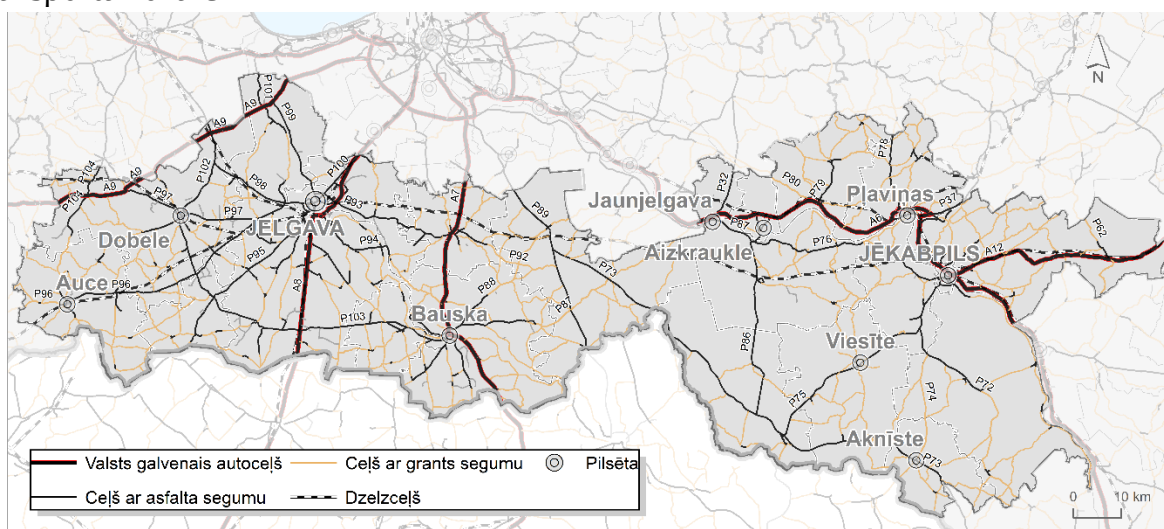 P101
A9
P99
A9
P104
A9
A9
P104
P97
P102
P98
P100
A7
P97
P93
JELGAVA
Dobele
P94
P95
P89
P92
P73
Auce
P96
P96
A8
P88
P87
P103
Bauska
N
P78
P32
P80
P79
Pļaviņas
Jaunjelgava
P37
P67
A6
P76
P62
Aizkraukle
JĒKABPILS
A12
P86
Viesīte
P75
P74
P72
Aknīste
P73
Valsts galvenais autoceļš
Ceļš ar grants segumu
Pilsēta
Ceļš ar asfalta segumu
Dzelzceļš
0 10 km